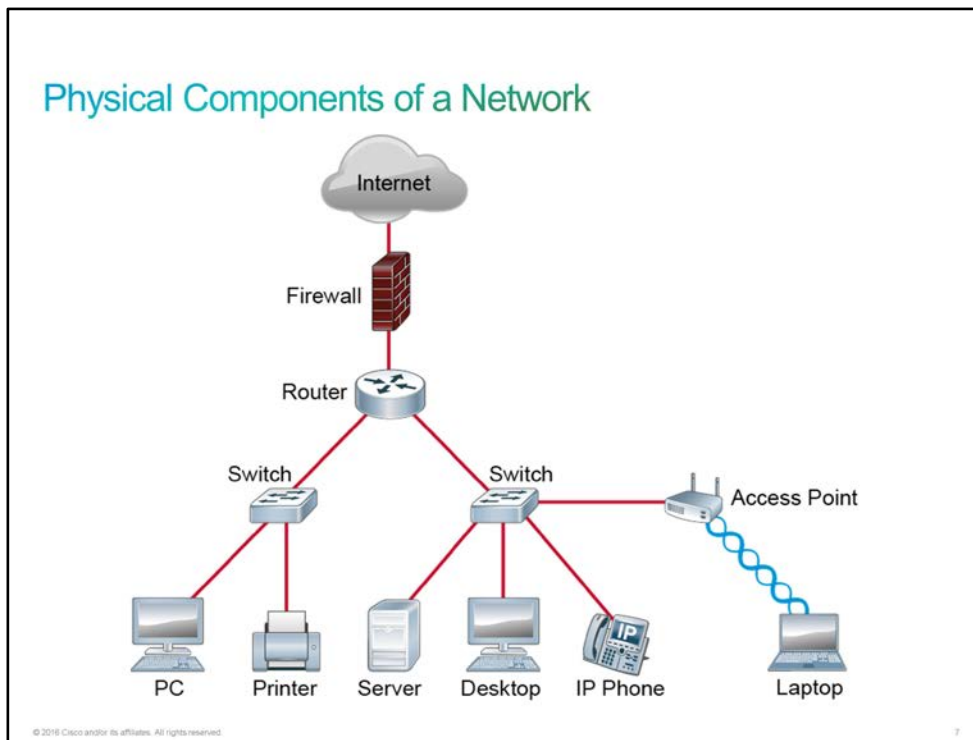 Physical Components of a Network
Internet
Firewall
Router
Switch
Switch
Access Point
IP
PC
Printer
Server
Desktop
IP Phone
Laptop
© 2016 Cisco and/or its affiliates. All rights reserved.
7